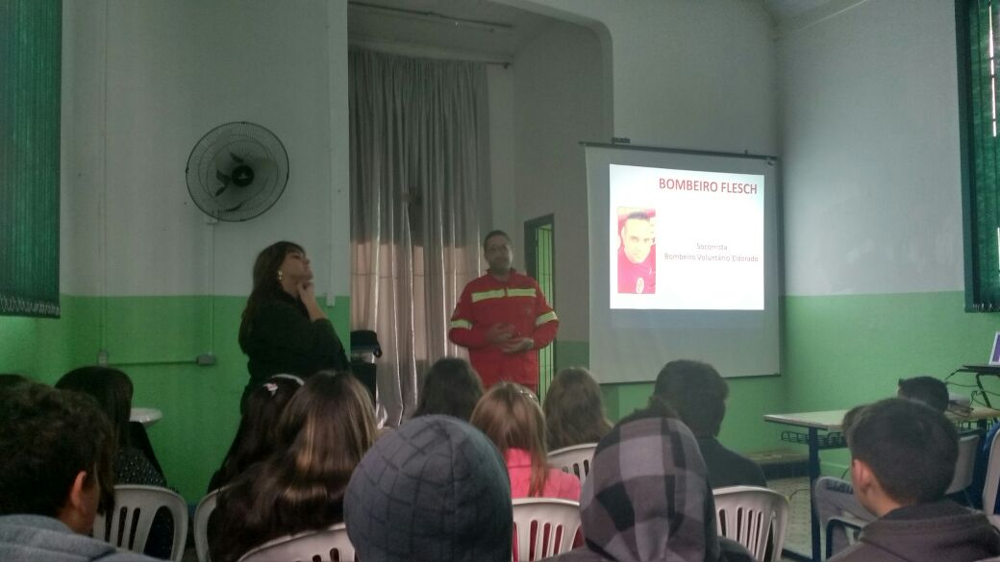 BOMBEIRO FLESCH
Socorrista
Bombeiro Voluntário Eldorado